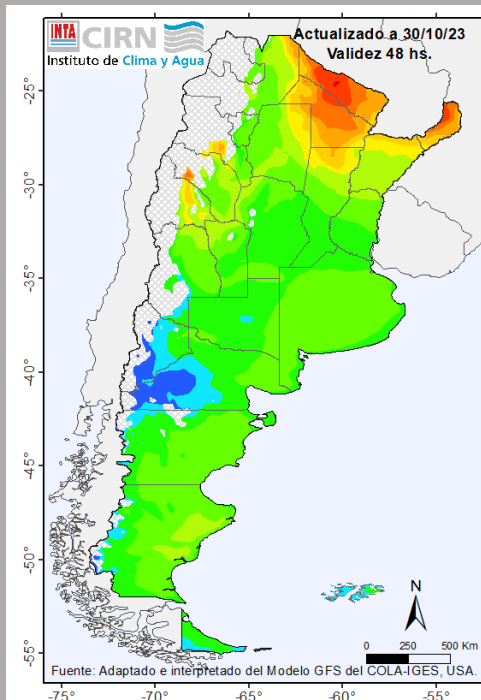 INTA CIRN
Instituto de Clima y Agua
Actualizado a 30/10/23
Validez 48 hs.
-25°
-30°
-35°
-40°
-45°
-50°
-55°
N
0 250 500 Km
Fuente: Adaptado e interpretado del Modelo GFS del COLA-IGES, USA.
-75° -70° -65° -60° -55°